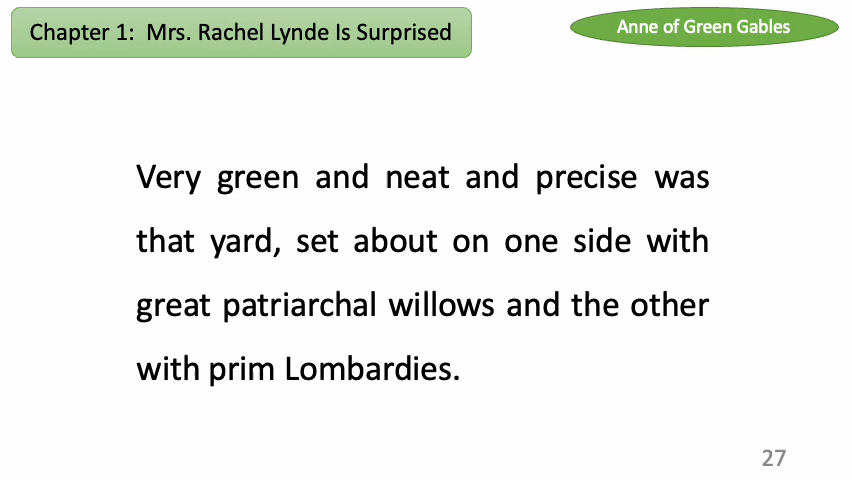 Chapter 1:  Mrs. Rachel Lynde Is Surprised
Anne of Green Gables
Very green and neat and precise was
that yard, set about on one side with
great patriarchal willows and the other
with prim Lombardies.
27